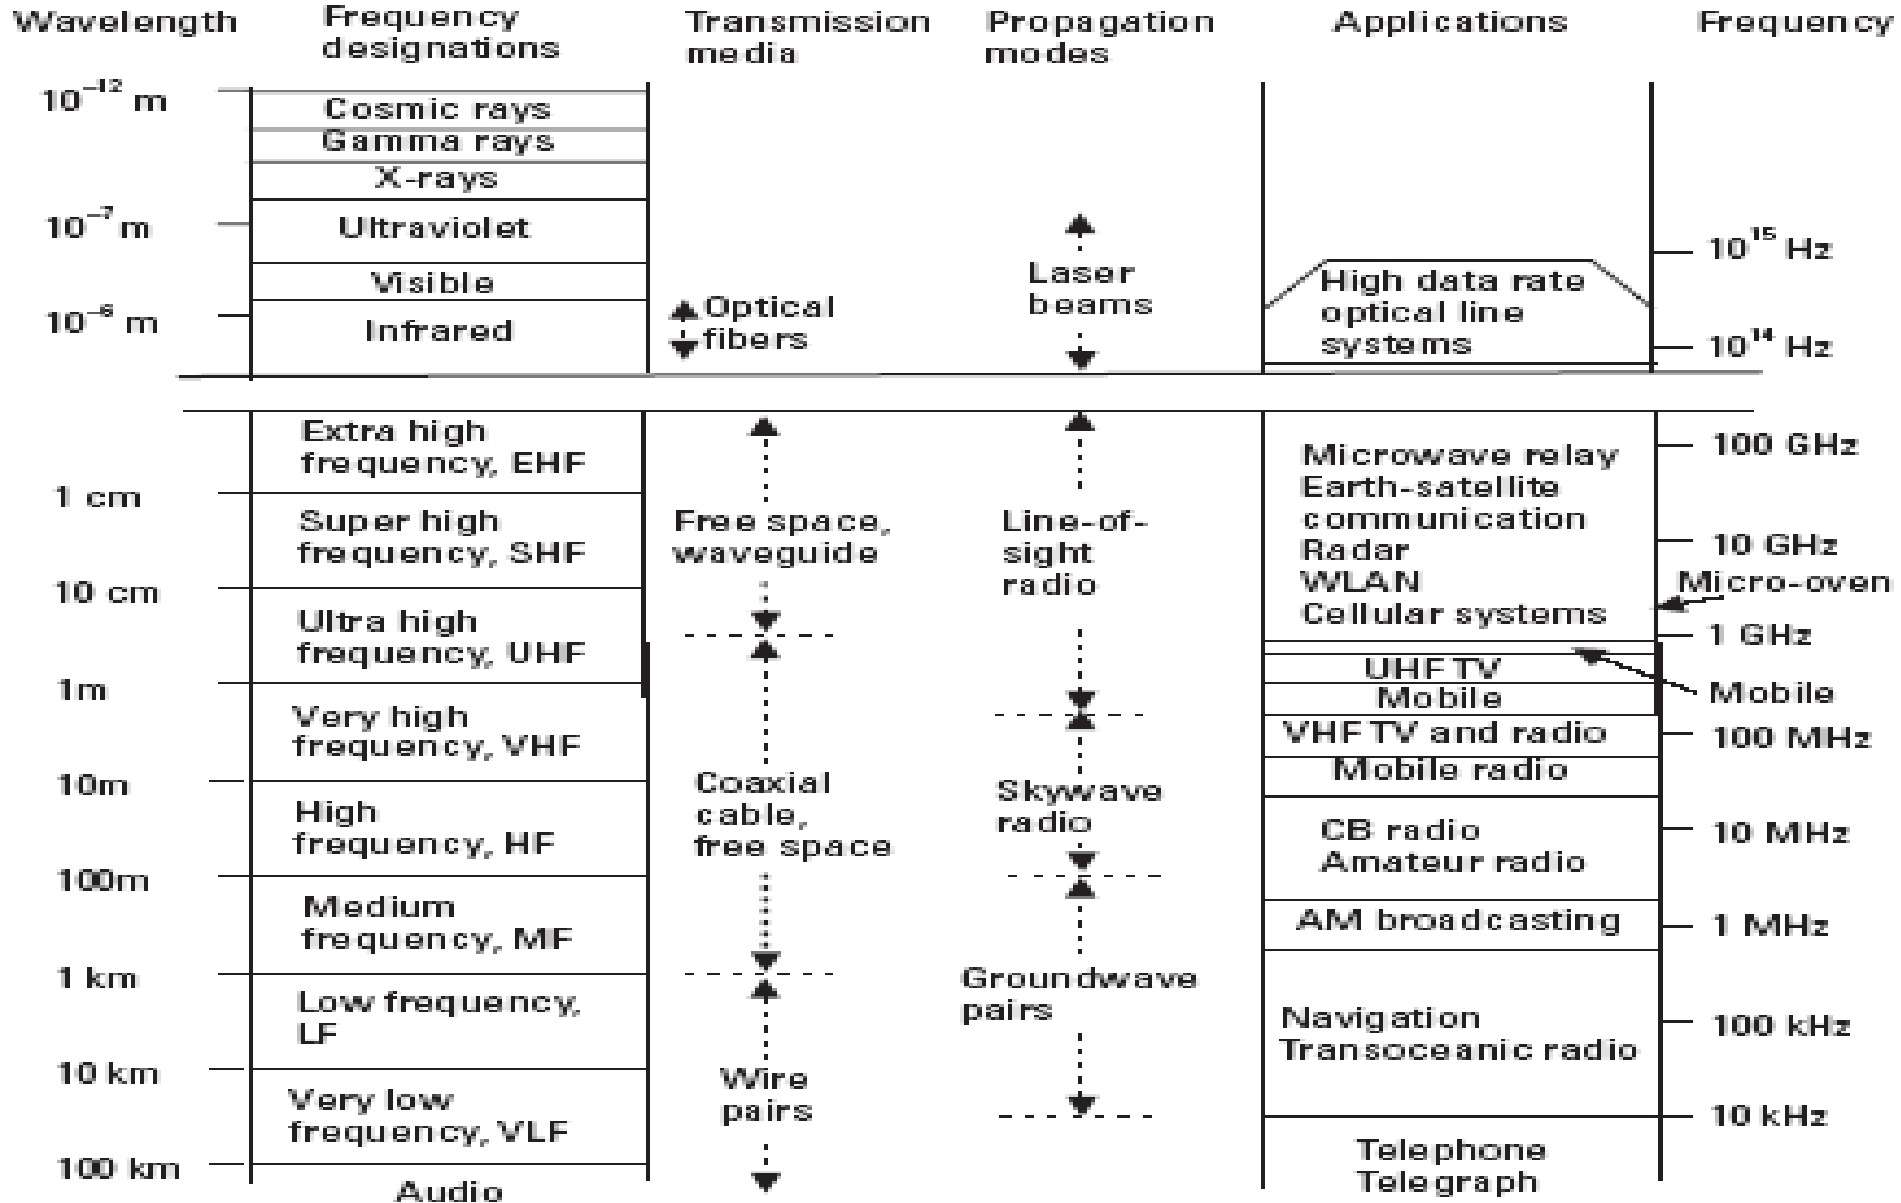 Wavelength
Frequency
designations
Transmission
media
Propagation
modes
Applications
Frequency
10⁻¹² m
10⁻⁷ m
10⁻⁶ m
1 cm
10 cm
1m
10m
100m
1 km
10 km
100 km
Cosmic rays
Gamma rays
X-rays
Ultraviolet
Visible
Infrared
Extra high
frequency, EHF
Super high
frequency, SHF
Ultra high
frequency, UHF
Very high
frequency, VHF
High
frequency, HF
Medium
frequency, MF
Low frequency,
LF
Very low
frequency, VLF
Audio
Optical
fibers
Free space,
waveguide
Coaxial
cable,
free space
Wire
pairs
Laser
beams
Line-of-
sight
radio
Skywave
radio
Groundwave
pairs
High data rate
optical line
systems
Microwave relay
Earth-satellite
communication
Radar
WLAN
Cellular systems
UHF TV
Mobile
VHF TV and radio
Mobile radio
CB radio
Amateur radio
AM broadcasting
Navigation
Transoceanic radio
Telephone
Telegraph
10¹⁵ Hz
10¹⁴ Hz
100 GHz
10 GHz
Micro-oven
1 GHz
Mobile
100 MHz
10 MHz
1 MHz
100 kHz
10 kHz